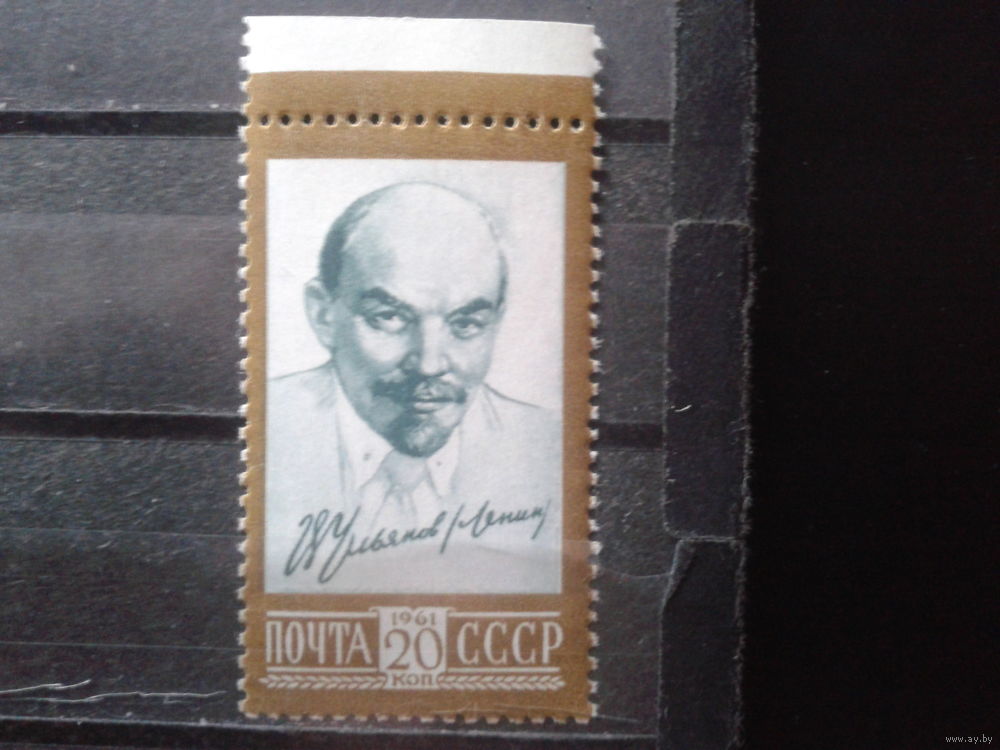 В Ульянов (Ленин)
1961
ПОЧТА 20 СССР
КОП
www.ay.by